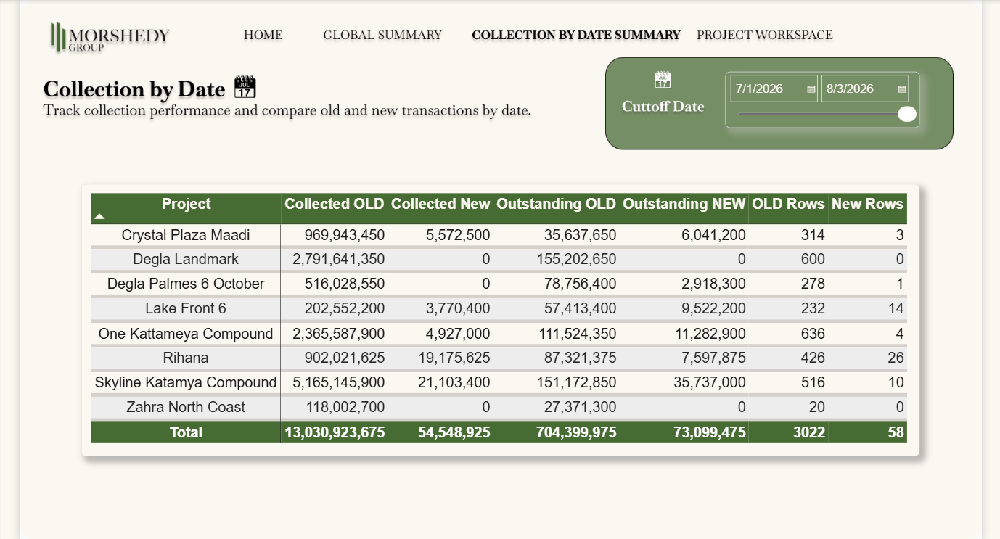 MORSHEDY
GROUP
HOME GLOBAL SUMMARY COLLECTION BY DATE SUMMARY PROJECT WORKSPACE
Collection by Date
JUL
17
Track collection performance and compare old and new transactions by date.
JUL
17
Cuttoff Date
7/1/2026 8/3/2026
Project Collected OLD Collected New Outstanding OLD Outstanding NEW OLD Rows New Rows
Crystal Plaza Maadi 969,943,450 5,572,500 35,637,650 6,041,200 314 3
Degla Landmark 2,791,641,350 0 155,202,650 0 600 0
Degla Palmes 6 October 516,028,550 0 78,756,400 2,918,300 278 1
Lake Front 6 202,552,200 3,770,400 57,413,400 9,522,200 232 14
One Kattameya Compound 2,365,587,900 4,927,000 111,524,350 11,282,900 636 4
Rihana 902,021,625 19,175,625 87,321,375 7,597,875 426 26
Skyline Katamya Compound 5,165,145,900 21,103,400 151,172,850 35,737,000 516 10
Zahra North Coast 118,002,700 0 27,371,300 0 20 0
Total 13,030,923,675 54,548,925 704,399,975 73,099,475 3022 58